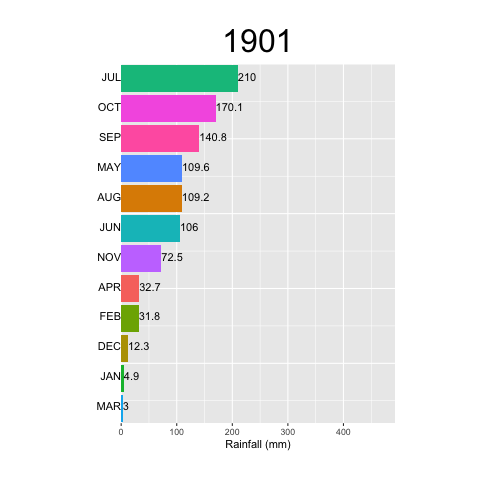 1901
JUL 210
OCT 170.1
SEP 140.8
MAY 109.6
AUG 109.2
JUN 106
NOV 72.5
APR 32.7
FEB 31.8
DEC 12.3
JAN 4.9
MAR 3
0 100 200 300 400
Rainfall (mm)